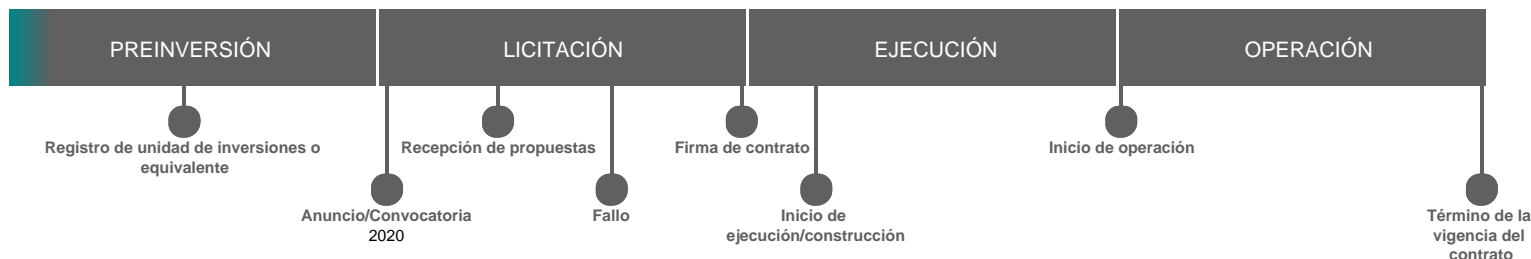 PREINVERSIÓN
LICITACIÓN
EJECUCIÓN
OPERACIÓN
Registro de unidad de inversiones o
equivalente
Anuncio/Convocatoria
2020
Recepción de propuestas
Fallo
Firma de contrato
Inicio de
ejecución/construcción
Inicio de operación
Término de la
vigencia del
contrato